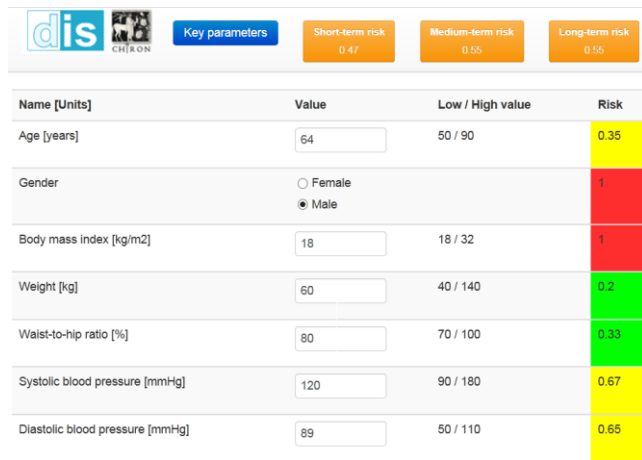 dis
CHIRON
Key parameters
Short-term risk
0.47
Medium-term risk
0.55
Long-term risk
0.55
Name [Units] Value Low / High value Risk
Age [years] 64 50 / 90 0.35
Gender Female 1
Male
Body mass index [kg/m2] 18 18 / 32 1
Weight [kg] 60 40 / 140 0.2
Waist-to-hip ratio [%] 80 70 / 100 0.33
Systolic blood pressure [mmHg] 120 90 / 180 0.67
Diastolic blood pressure [mmHg] 89 50 / 110 0.65